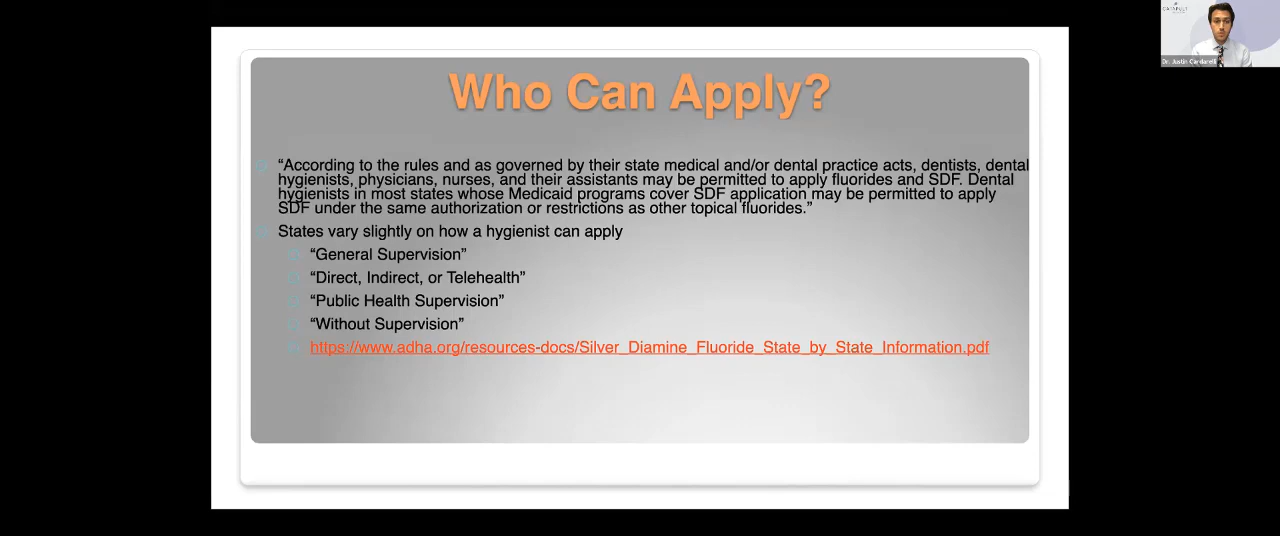 CATAPULT
Dr. Justin Cardarelli
Who Can Apply?
“According to the rules and as governed by their state medical and/or dental practice acts, dentists, dental
hygienists, physicians, nurses, and their assistants may be permitted to apply fluorides and SDF. Dental
hygienists in most states whose Medicaid programs cover SDF application may be permitted to apply
SDF under the same authorization or restrictions as other topical fluorides.”
States vary slightly on how a hygienist can apply
“General Supervision”
“Direct, Indirect, or Telehealth”
“Public Health Supervision”
“Without Supervision”
https://www.adha.org/resources-docs/Silver_Diamine_Fluoride_State_by_State_Information.pdf